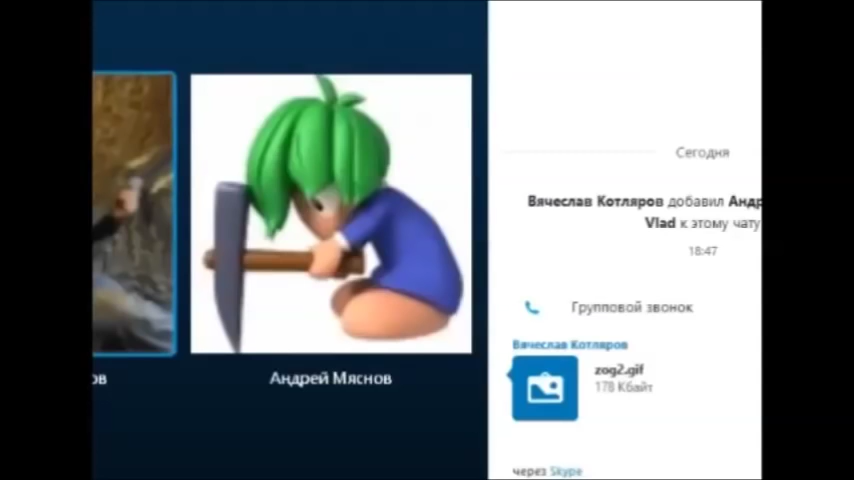 ов
Андрей Мяснов
Сегодня
Вячеслав Котляров добавил Андр
Vlad к этому чату
18:47
Групповой звонок
Вячеслав Котляров
zog2.gif
178 Кбайт
через Skype